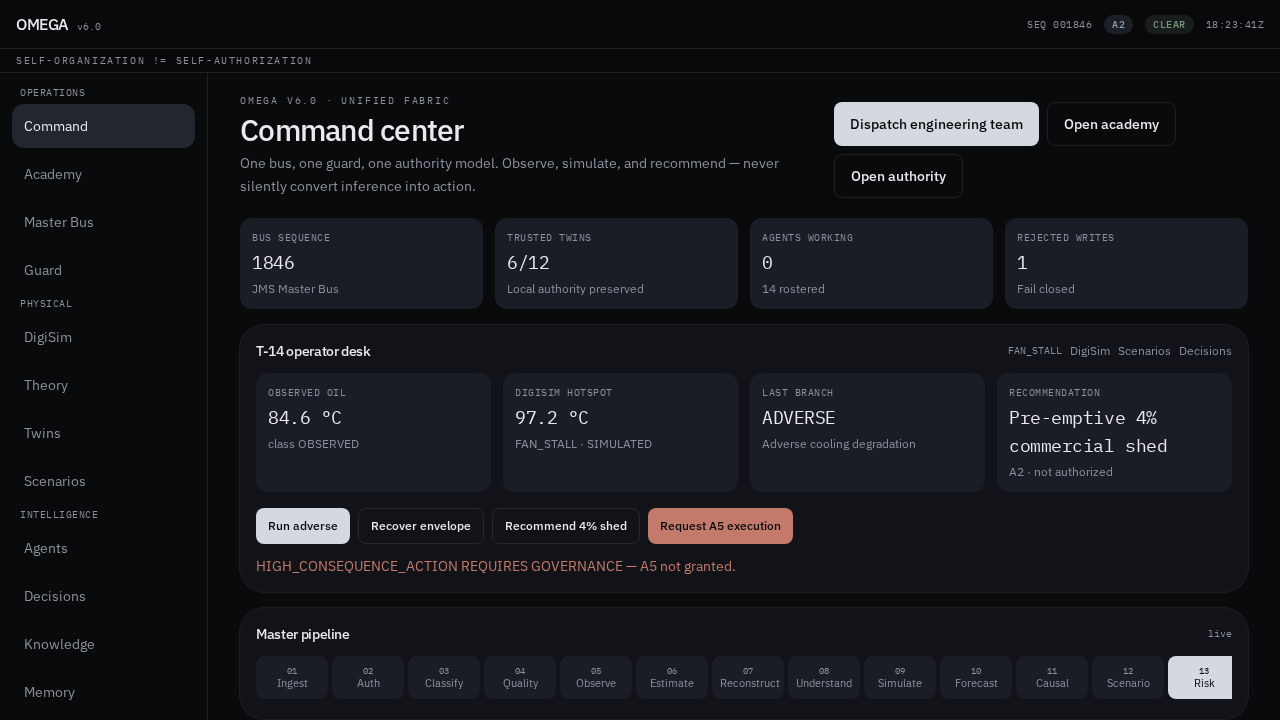 OMEGA v6.0
SEQ 001846 A2 CLEAR 18:23:41Z
SELF-ORGANIZATION != SELF-AUTHORIZATION
OPERATIONS
Command
Academy
Master Bus
Guard
PHYSICAL
DigiSim
Theory
Twins
Scenarios
INTELLIGENCE
Agents
Decisions
Knowledge
Memory
OMEGA V6.0 · UNIFIED FABRIC
Command center
One bus, one guard, one authority model. Observe, simulate, and recommend — never
silently convert inference into action.
Dispatch engineering team
Open academy
Open authority
BUS SEQUENCE
1846
JMS Master Bus
TRUSTED TWINS
6/12
Local authority preserved
AGENTS WORKING
0
14 rostered
REJECTED WRITES
1
Fail closed
T-14 operator desk
FAN_STALL DigiSim Scenarios Decisions
OBSERVED OIL
84.6 °C
class OBSERVED
DIGISIM HOTSPOT
97.2 °C
FAN_STALL · SIMULATED
LAST BRANCH
ADVERSE
Adverse cooling degradation
RECOMMENDATION
Pre-emptive 4%
commercial shed
A2 · not authorized
Run adverse
Recover envelope
Recommend 4% shed
Request A5 execution
HIGH_CONSEQUENCE_ACTION REQUIRES GOVERNANCE — A5 not granted.
Master pipeline
live
01
Ingest
02
Auth
03
Classify
04
Quality
05
Observe
06
Estimate
07
Reconstruct
08
Understand
09
Simulate
10
Forecast
11
Causal
12
Scenario
13
Risk